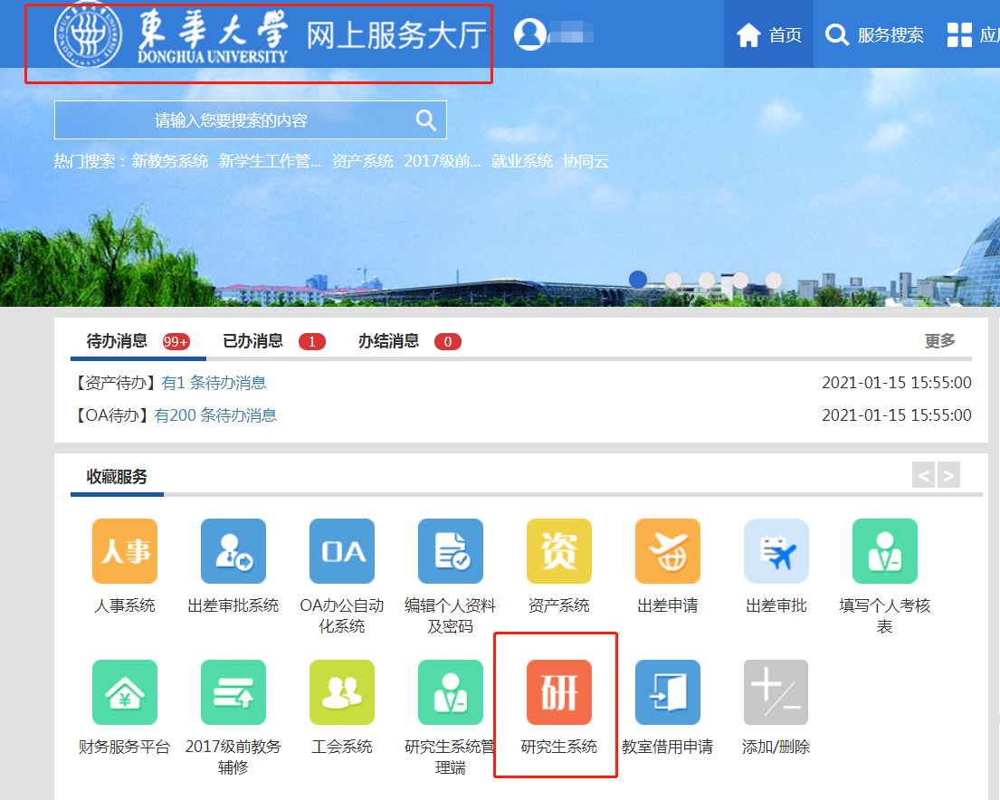 東華大學
DONGHUA UNIVERSITY
网上服务大厅
首页
服务搜索
请输入您要搜索的内容
热门搜索： 新教务系统 新学生工作管... 资产系统 2017级前... 就业系统 协同云
待办消息 99+ 已办消息 1 办结消息 0 更多
【资产待办】有1 条待办消息 2021-01-15 15:55:00
【OA待办】有200 条待办消息 2021-01-15 15:55:00
收藏服务 < >
人事 OA 资
人事系统 出差审批系统 OA办公自动 编辑个人资料 资产系统 出差申请 出差审批 填写个人考核
化系统 及密码 表
¥ 研
财务服务平台 2017级前教务 工会系统 研究生系统管 研究生系统 教室借用申请 添加/删除
辅修 理端